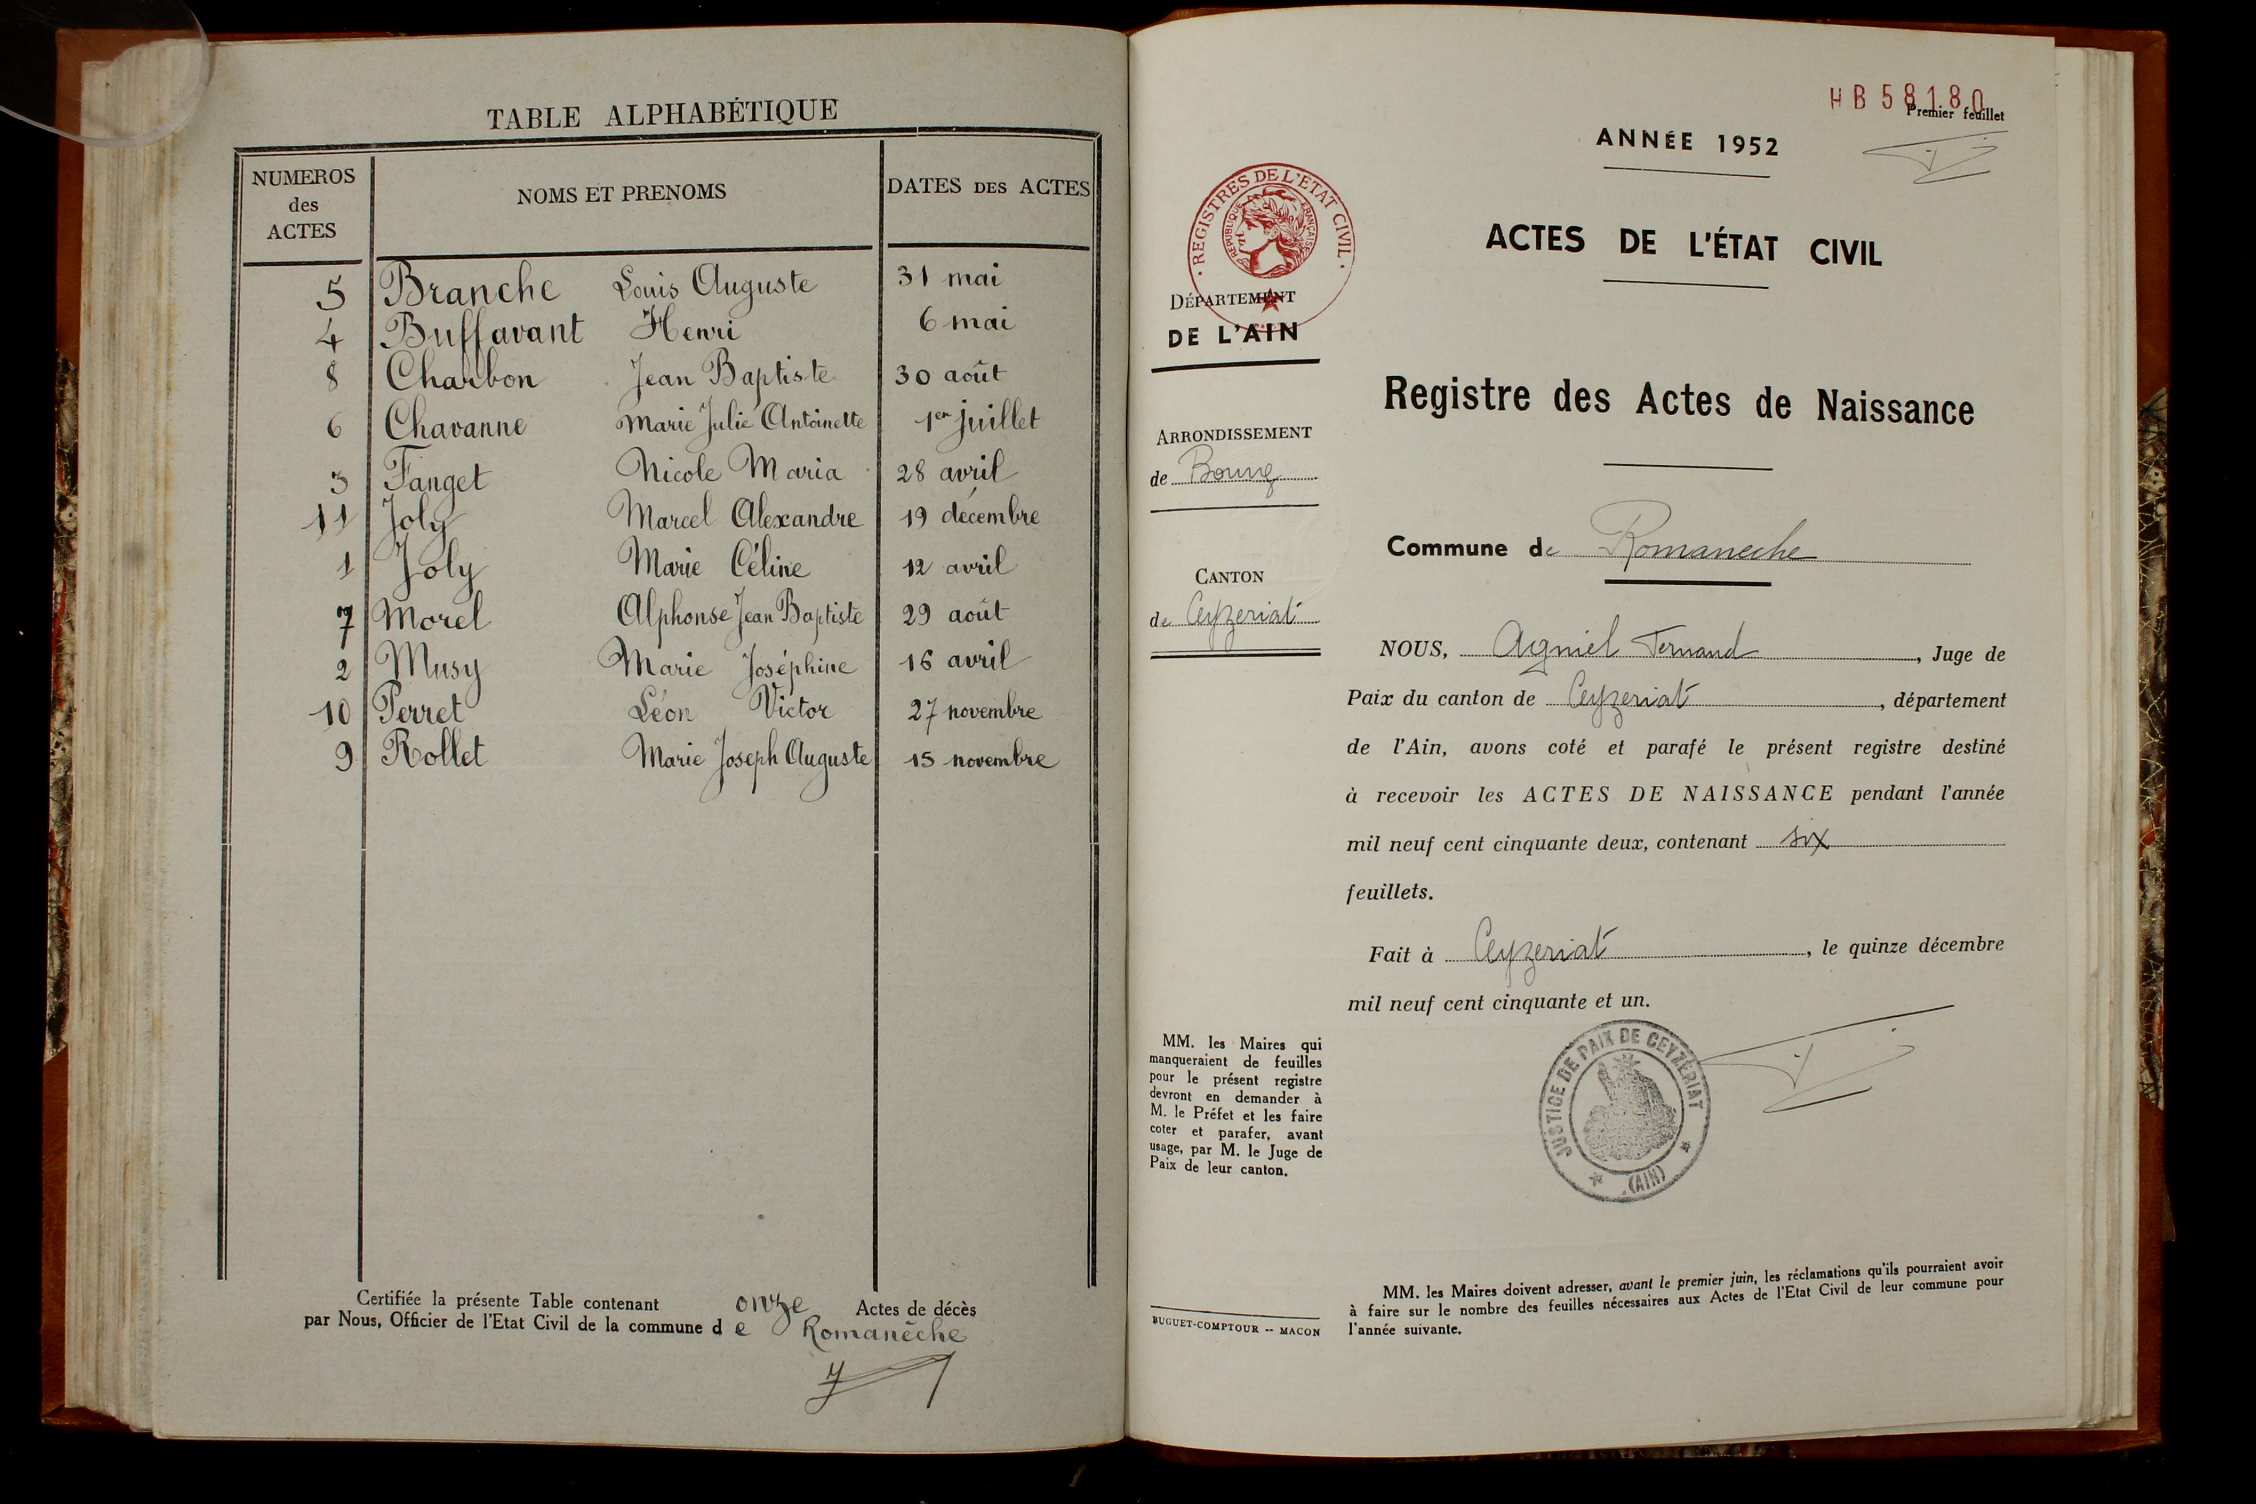 TABLE ALPHABÉTIQUE
NUMEROS des ACTES
NOMS ET PRENOMS
DATES DES ACTES
5 Branche Louis Auguste 31 mai
4 Buffavant Henri 6 mai
8 Charbon Jean Baptiste 30 août
6 Chavanne Marie Julie Antoinette 1er juillet
3 Fanget Nicole Maria 28 avril
11 Joly Marcel Alexandre 19 décembre
1 Joly Marie Céline 12 avril
7 Morel Alphonse Jean Baptiste 29 août
2 Musy Marie Joséphine 16 avril
10 Perret Léon Victor 27 novembre
9 Rollet Marie Joseph Auguste 15 novembre
Certifiée la présente Table contenant onze Actes de décès
par Nous, Officier de l'Etat Civil de la commune de Romanèche
HB58180
Premier feuillet
ANNÉE 1952
ACTES DE L'ÉTAT CIVIL
· REGISTRES DE L'ETAT CIVIL ·
REPUBLIQUE FRANÇAISE
DÉPARTEMENT
DE L'AIN
ARRONDISSEMENT
de Bourg
CANTON
de Ceyzeriat
MM. les Maires qui
manqueraient de feuilles
pour le présent registre
devront en demander à
M. le Préfet et les faire
coter et parafer, avant
usage, par M. le Juge de
Paix de leur canton.
BUGUET-COMPTOUR -- MACON
Registre des Actes de Naissance
Commune de Romaneche
NOUS, Agniel Fernand, Juge de
Paix du canton de Ceyzeriat, département
de l'Ain, avons coté et parafé le présent registre destiné
à recevoir les ACTES DE NAISSANCE pendant l'année
mil neuf cent cinquante deux, contenant six
feuillets.
Fait à Ceyzeriat, le quinze décembre
mil neuf cent cinquante et un.
JUSTICE DE PAIX DE CEYZÉRIAT
(AIN)
MM. les Maires doivent adresser, avant le premier juin, les réclamations qu'ils pourraient avoir
à faire sur le nombre des feuilles nécessaires aux Actes de l'Etat Civil de leur commune pour
l'année suivante.